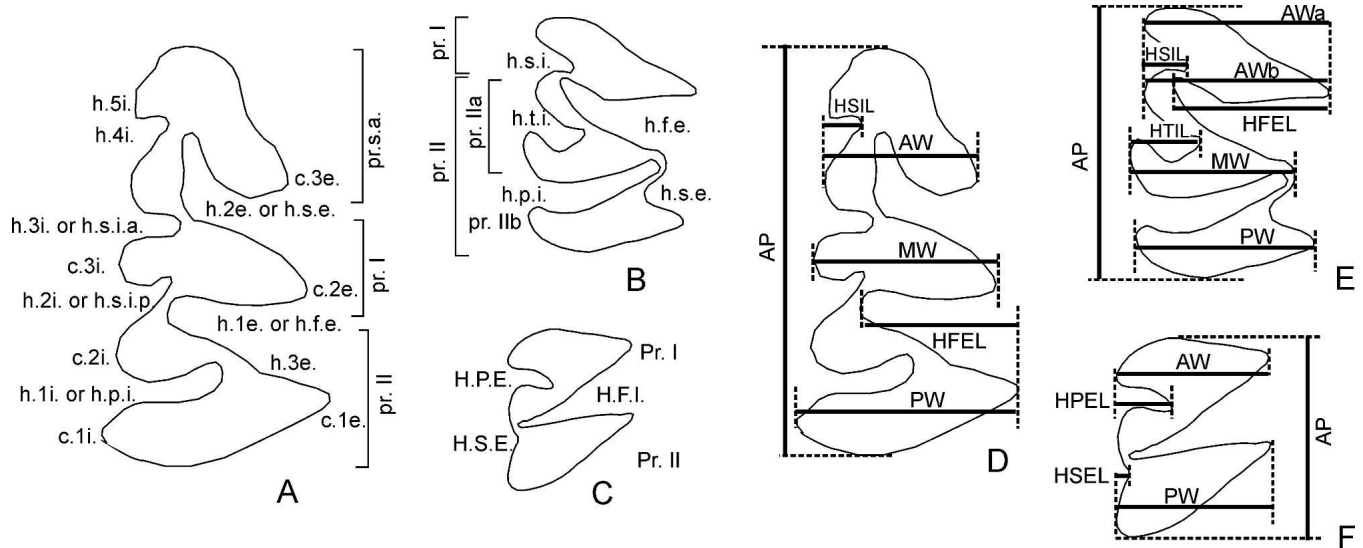 h.5i.
h.4i.
pr.s.a.
c.3e.
h.2e. or h.s.e.
h.3i. or h.s.i.a.
c.3i.
pr. I
c.2e.
h.2i. or h.s.i.p.
h.1e. or h.f.e.
c.2i.
h.3e.
pr. II
h.1i. or h.p.i.
c.1e.
c.1i.
A
pr. I
h.s.i.
pr. II
pr. IIa
h.t.i.
h.f.e.
h.p.i.
h.s.e.
pr. IIb
B
Pr. I
H.P.E.
H.F.I.
H.S.E.
Pr. II
C
AP
HSIL
AW
MW
HFEL
PW
D
AP
AWa
HSIL
AWb
HFEL
HTIL
MW
PW
E
AW
HPEL
AP
HSEL
PW
F